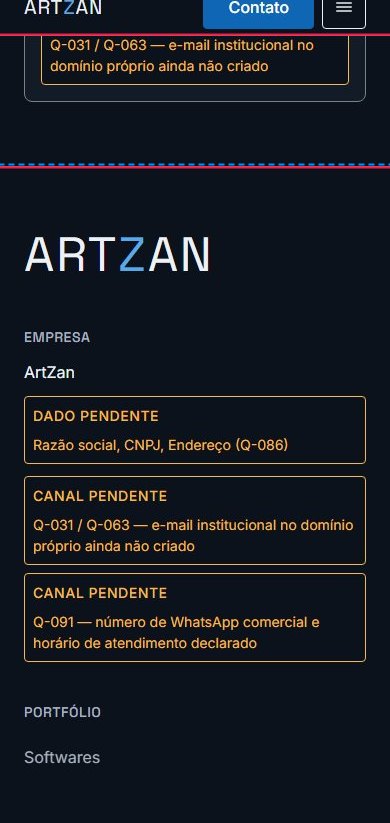 ARTZAN
Contato
Q-031 / Q-063 — e-mail institucional no
domínio próprio ainda não criado
ARTZAN
EMPRESA
ArtZan
DADO PENDENTE
Razão social, CNPJ, Endereço (Q-086)
CANAL PENDENTE
Q-031 / Q-063 — e-mail institucional no domínio
próprio ainda não criado
CANAL PENDENTE
Q-091 — número de WhatsApp comercial e
horário de atendimento declarado
PORTFÓLIO
Softwares